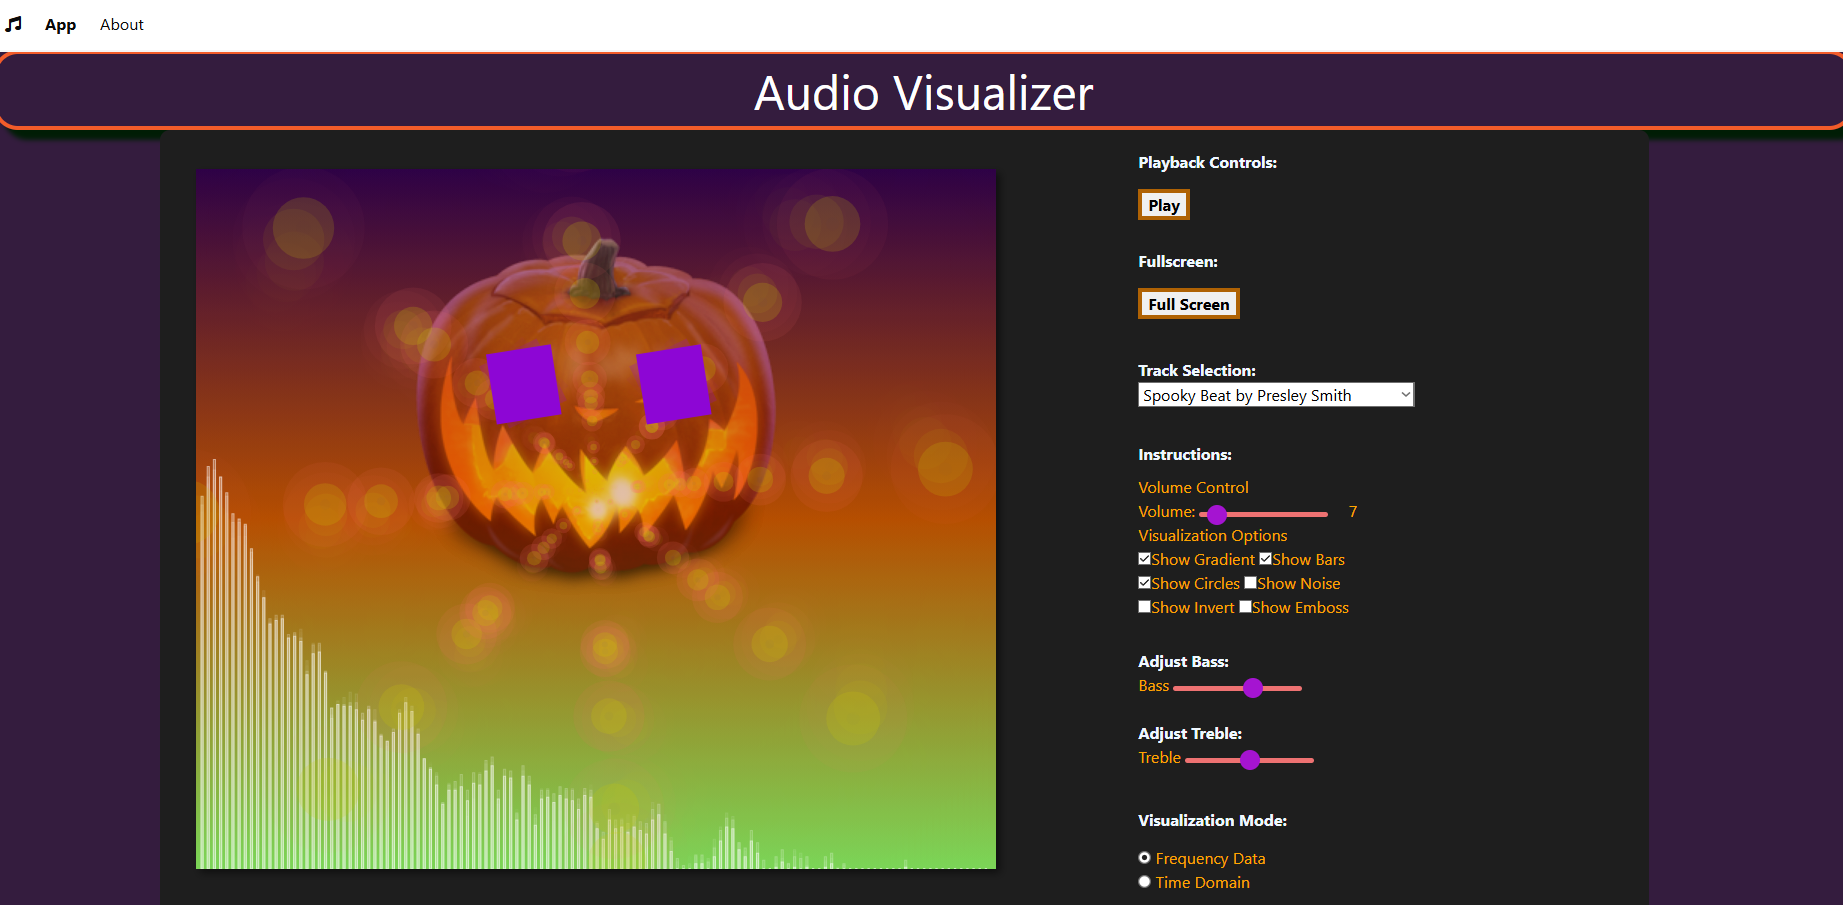 App About
Audio Visualizer
Playback Controls:
Play
Fullscreen:
Full Screen
Track Selection:
Spooky Beat by Presley Smith
Instructions:
Volume Control
Volume: 7
Visualization Options
Show Gradient Show Bars
Show Circles Show Noise
Show Invert Show Emboss
Adjust Bass:
Bass
Adjust Treble:
Treble
Visualization Mode:
Frequency Data
Time Domain